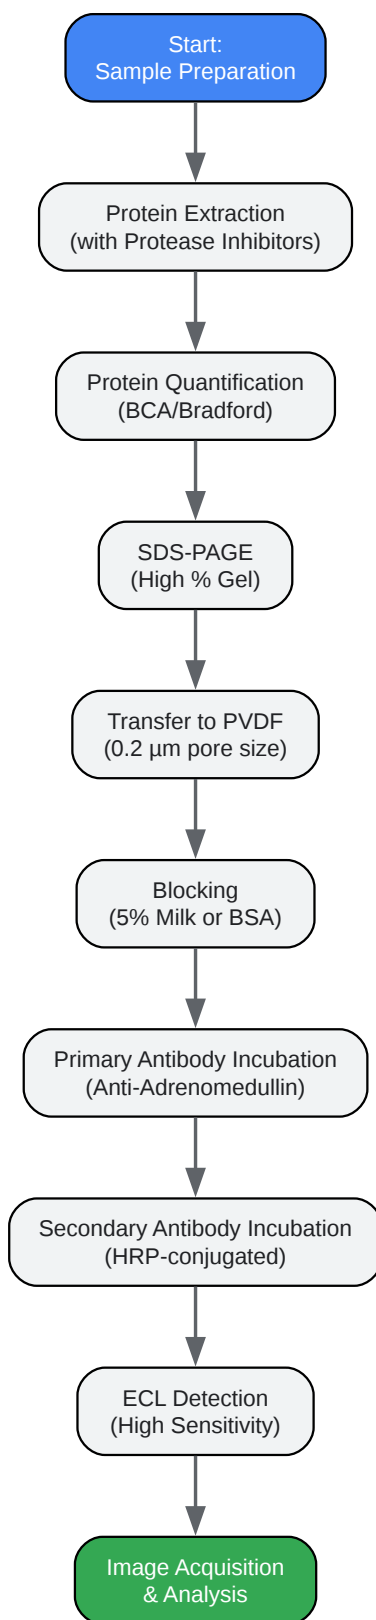 Start:
Sample Preparation
Protein Extraction
(with Protease Inhibitors)
Protein Quantification
(BCA/Bradford)
SDS-PAGE
(High % Gel)
Transfer to PVDF
(0.2 µm pore size)
Blocking
(5% Milk or BSA)
Primary Antibody Incubation
(Anti-Adrenomedullin)
Secondary Antibody Incubation
(HRP-conjugated)
ECL Detection
(High Sensitivity)
Image Acquisition
& Analysis